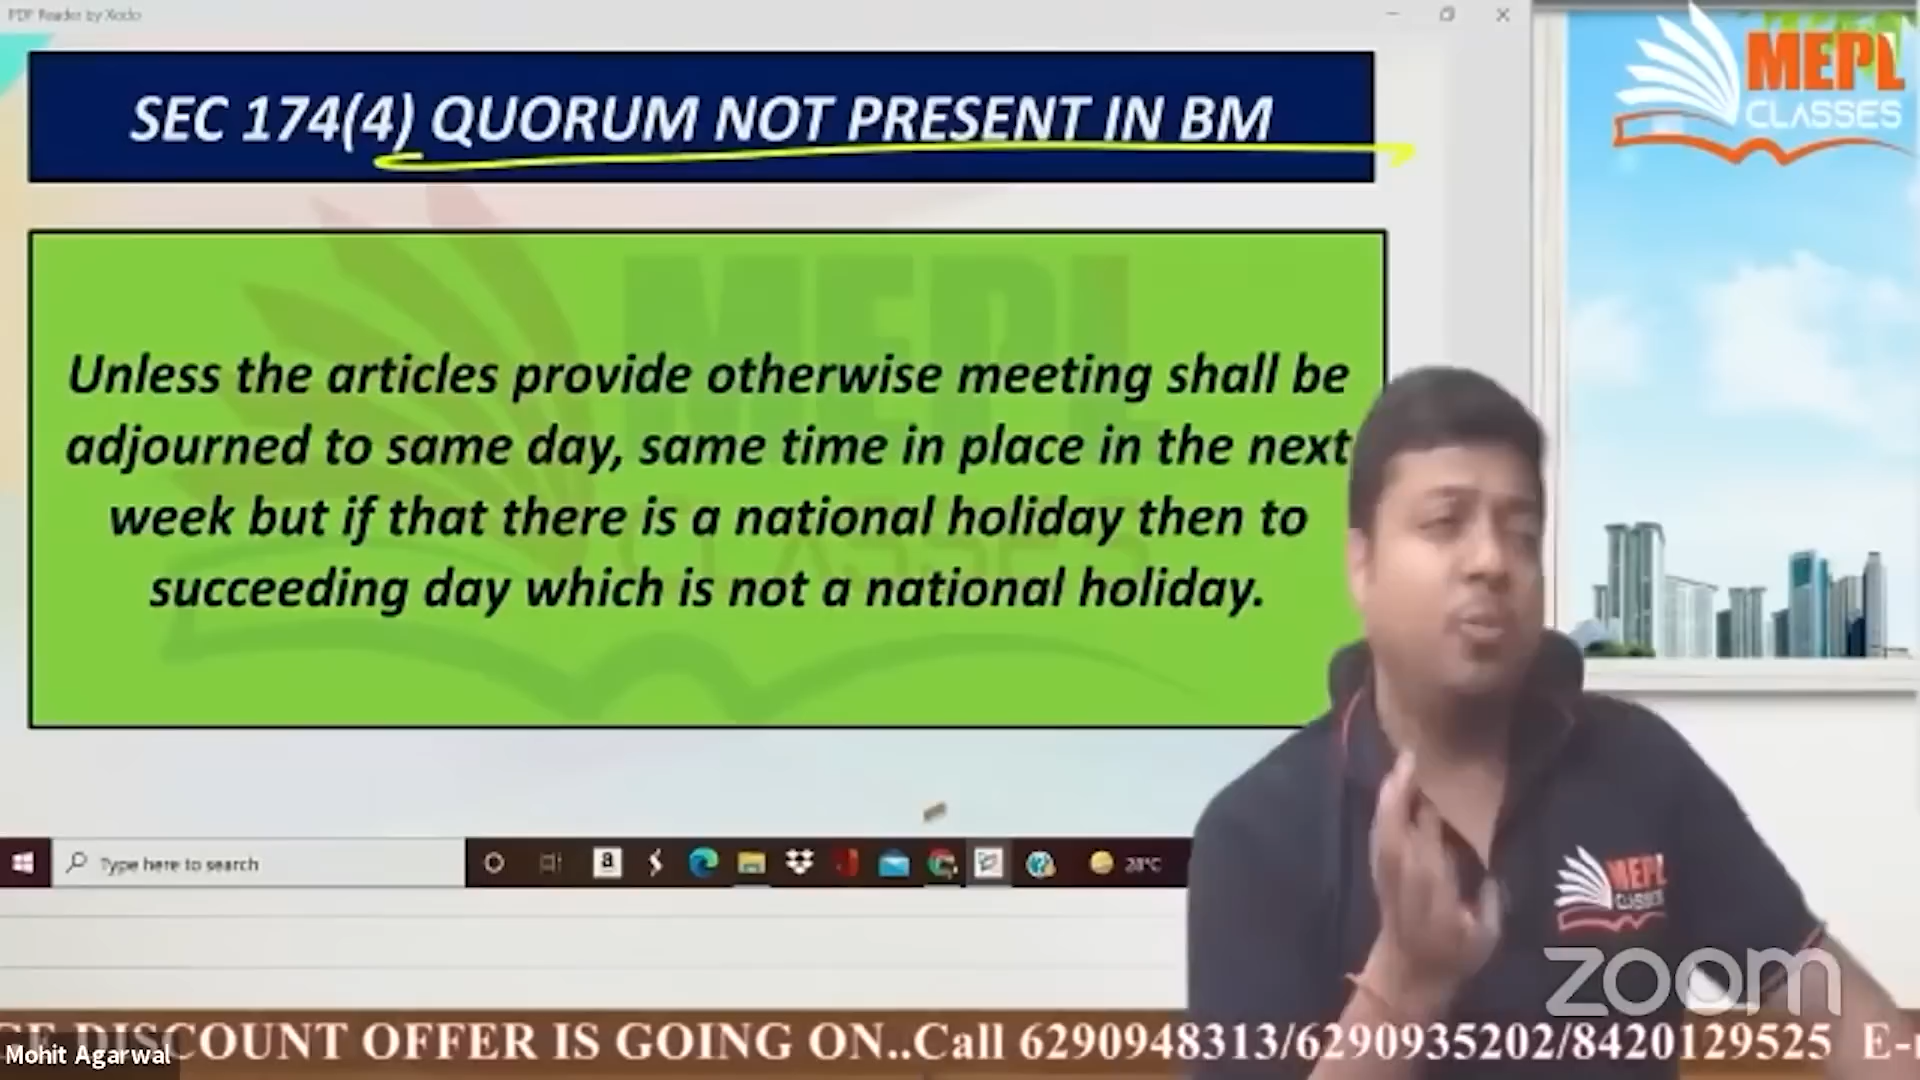 PDF Reader by Xodo
SEC 174(4) QUORUM NOT PRESENT IN BM
MEPL
CLASSES
Unless the articles provide otherwise meeting shall be
adjourned to same day, same time in place in the next
week but if that there is a national holiday then to
succeeding day which is not a national holiday.
MEPL
Type here to search
a
28°C
MEPL
CLASSES
zoom
DISCOUNT OFFER IS GOING ON..Call 6290948313/6290935202/8420129525 E-
Mohit Agarwal